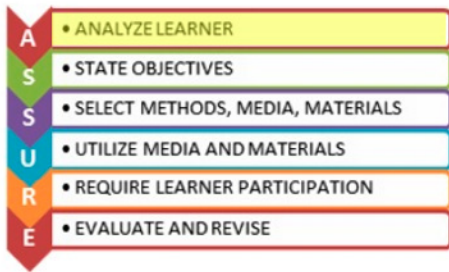 A • ANALYZE LEARNER
S • STATE OBJECTIVES
S • SELECT METHODS, MEDIA, MATERIALS
U • UTILIZE MEDIA AND MATERIALS
R • REQUIRE LEARNER PARTICIPATION
E • EVALUATE AND REVISE